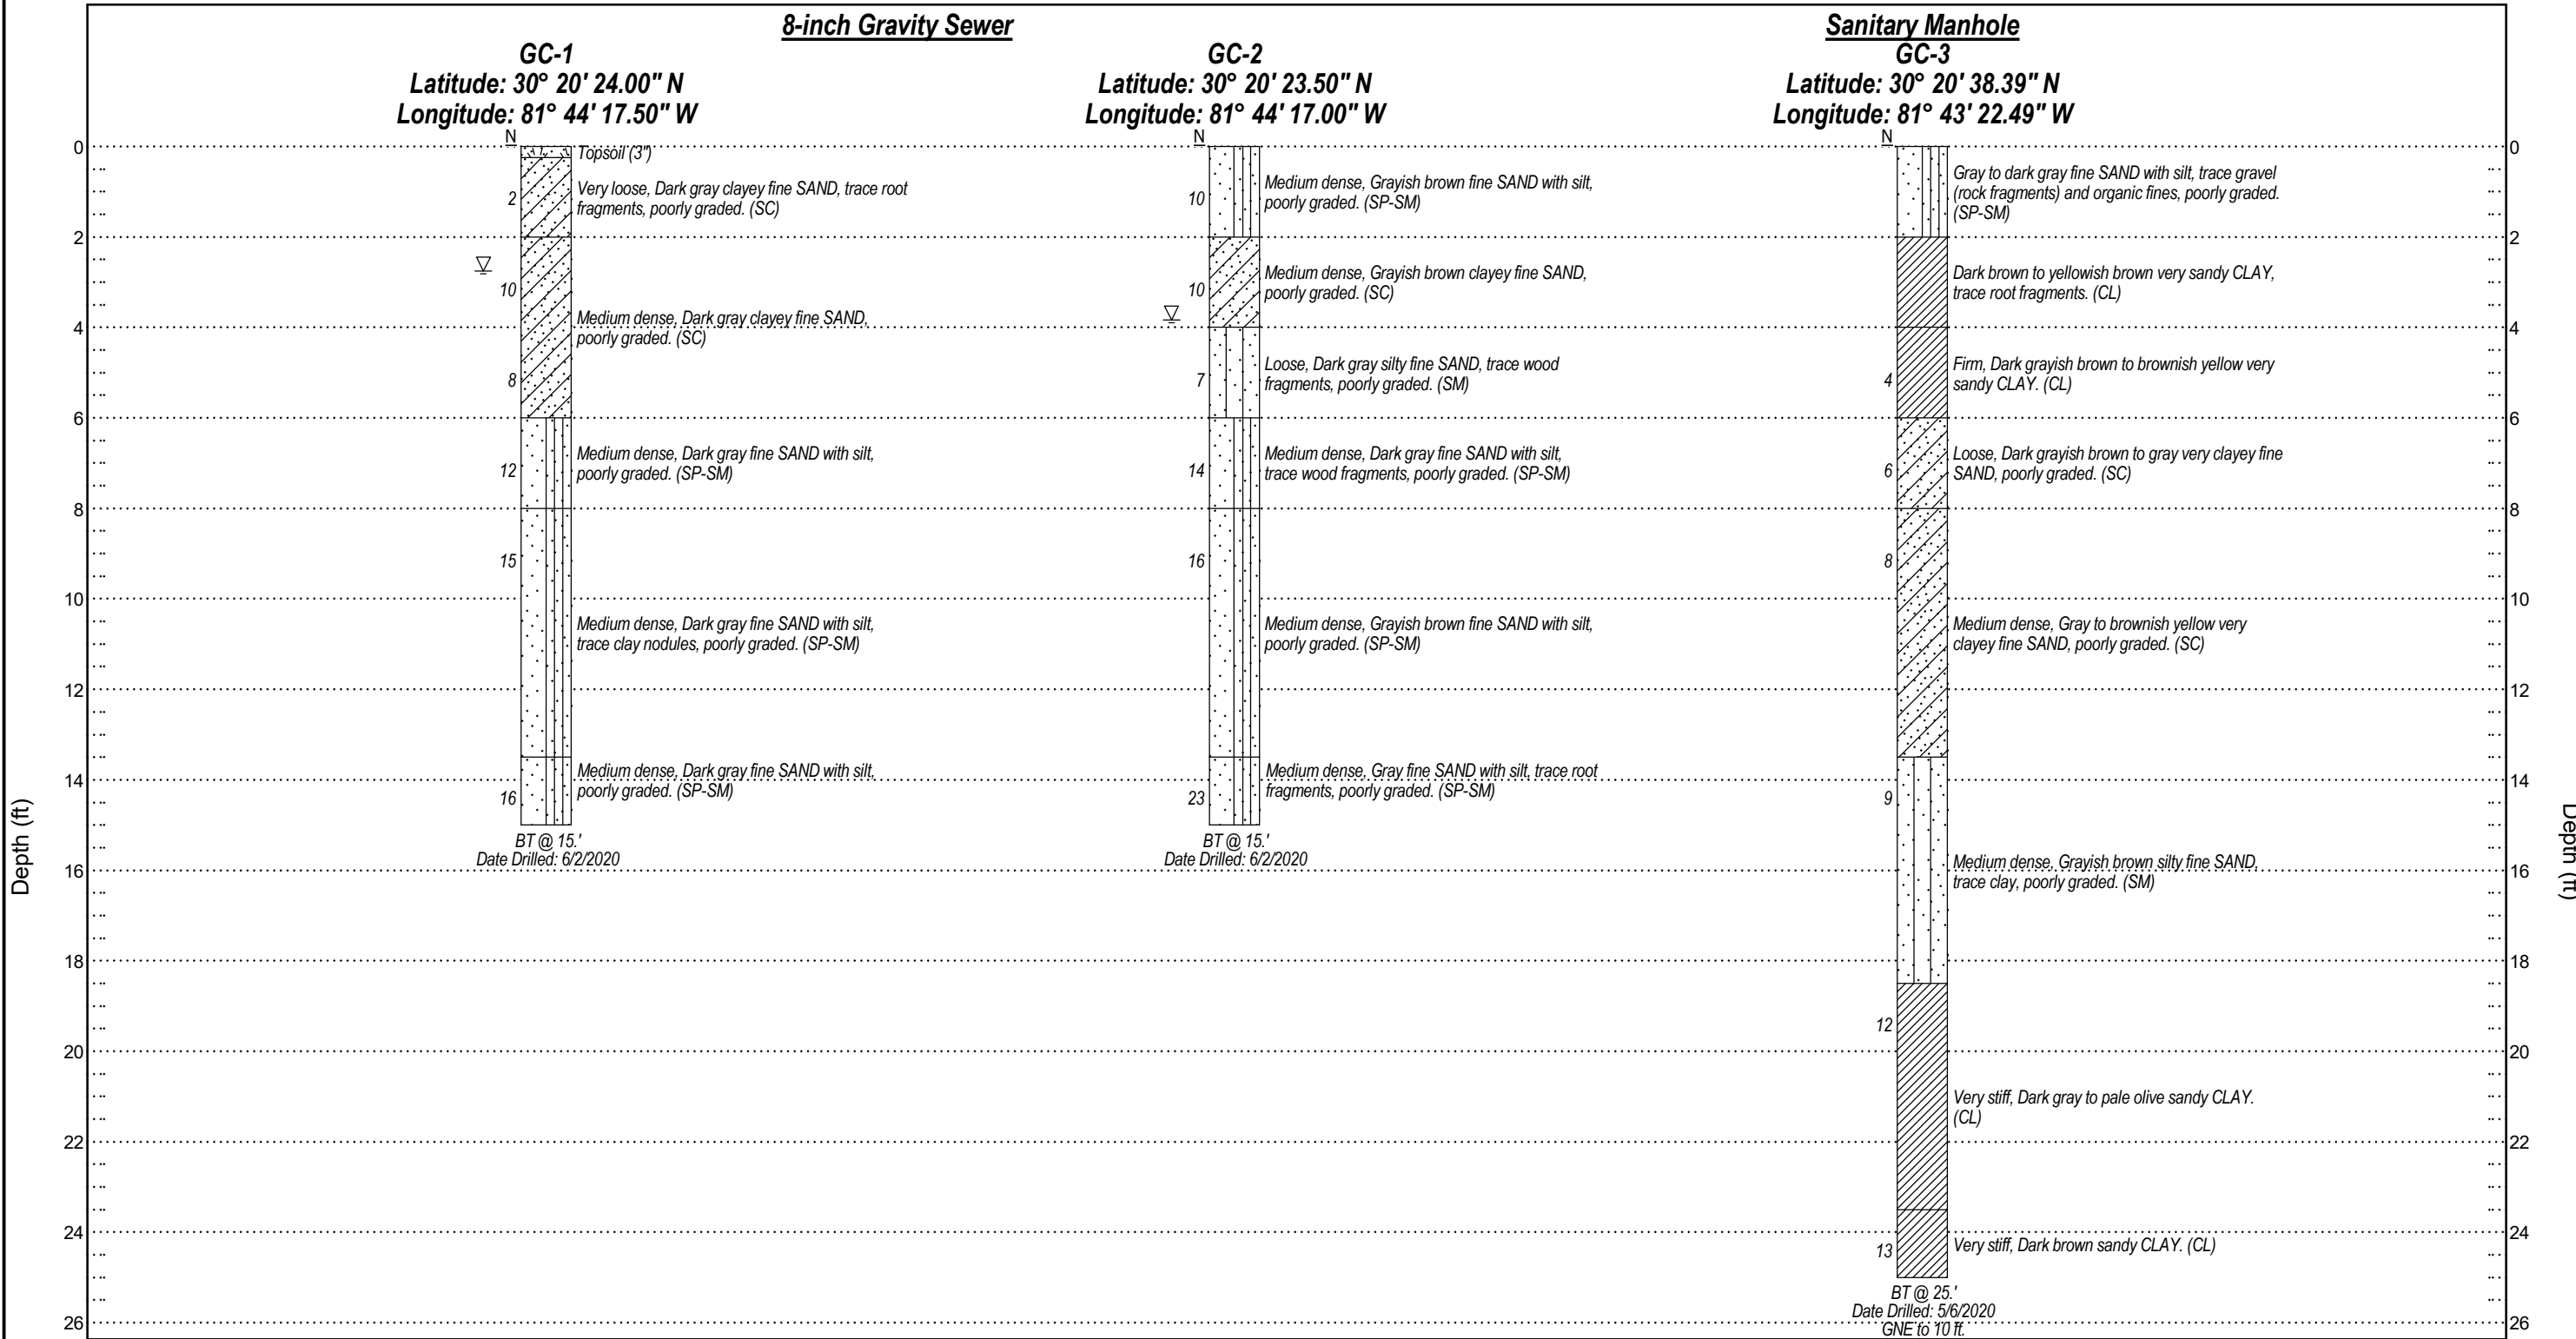 8-inch Gravity Sewer
Sanitary Manhole
GC-1
Latitude: 30° 20' 24.00" N
Longitude: 81° 44' 17.50" W
GC-2
Latitude: 30° 20' 23.50" N
Longitude: 81° 44' 17.00" W
GC-3
Latitude: 30° 20' 38.39" N
Longitude: 81° 43' 22.49" W
Depth (ft)
0
2
4
6
8
10
12
14
16
18
20
22
24
26
N
Topsoil (3")
2
Very loose, Dark gray clayey fine SAND, trace root
fragments, poorly graded. (SC)
10
Medium dense, Dark gray clayey fine SAND,
poorly graded. (SC)
8
12
Medium dense, Dark gray fine SAND with silt,
poorly graded. (SP-SM)
15
Medium dense, Dark gray fine SAND with silt,
trace clay nodules, poorly graded. (SP-SM)
Medium dense, Dark gray fine SAND with silt,
poorly graded. (SP-SM)
16
BT @ 15.'
Date Drilled: 6/2/2020
N
10
Medium dense, Grayish brown fine SAND with silt,
poorly graded. (SP-SM)
10
Medium dense, Grayish brown clayey fine SAND,
poorly graded. (SC)
7
Loose, Dark gray silty fine SAND, trace wood
fragments, poorly graded. (SM)
14
Medium dense, Dark gray fine SAND with silt,
trace wood fragments, poorly graded. (SP-SM)
16
Medium dense, Grayish brown fine SAND with silt,
poorly graded. (SP-SM)
Medium dense, Gray fine SAND with silt, trace root
fragments, poorly graded. (SP-SM)
23
BT @ 15.'
Date Drilled: 6/2/2020
N
Gray to dark gray fine SAND with silt, trace gravel
(rock fragments) and organic fines, poorly graded.
(SP-SM)
Dark brown to yellowish brown very sandy CLAY,
trace root fragments. (CL)
4
Firm, Dark grayish brown to brownish yellow very
sandy CLAY. (CL)
6
Loose, Dark grayish brown to gray very clayey fine
SAND, poorly graded. (SC)
8
Medium dense, Gray to brownish yellow very
clayey fine SAND, poorly graded. (SC)
9
Medium dense, Grayish brown silty fine SAND,
trace clay, poorly graded. (SM)
12
Very stiff, Dark gray to pale olive sandy CLAY.
(CL)
13
Very stiff, Dark brown sandy CLAY. (CL)
BT @ 25.'
Date Drilled: 5/6/2020
GNE to 10 ft.
0
2
4
6
8
10
12
14
16
18
20
22
24
26
Depth (ft)